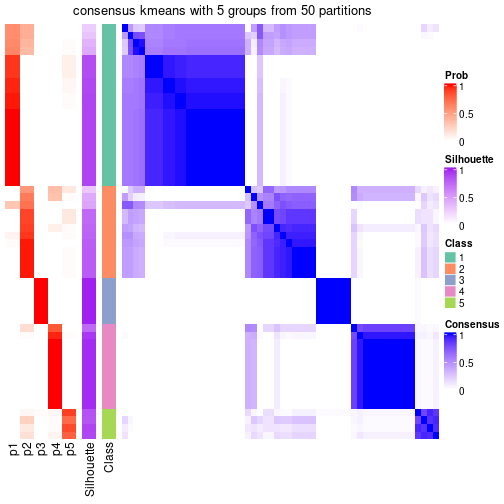 consensus kmeans with 5 groups from 50 partitions
Prob
1
0.5
0
Silhouette
1
0.5
0
Class
1
2
3
4
5
Consensus
1
0.5
0
p1
p2
p3
p4
p5
Silhouette
Class